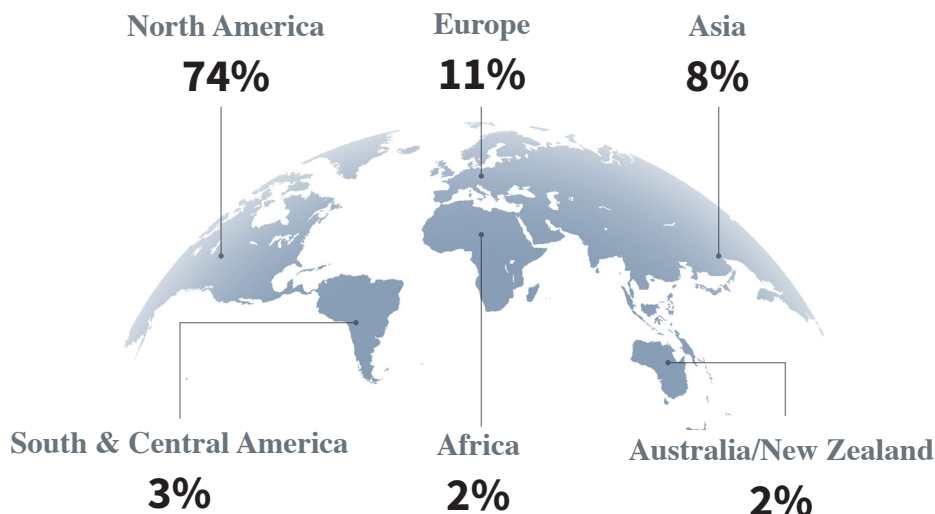 North America
74%
Europe
11%
Asia
8%
South & Central America
3%
Africa
2%
Australia/New Zealand
2%